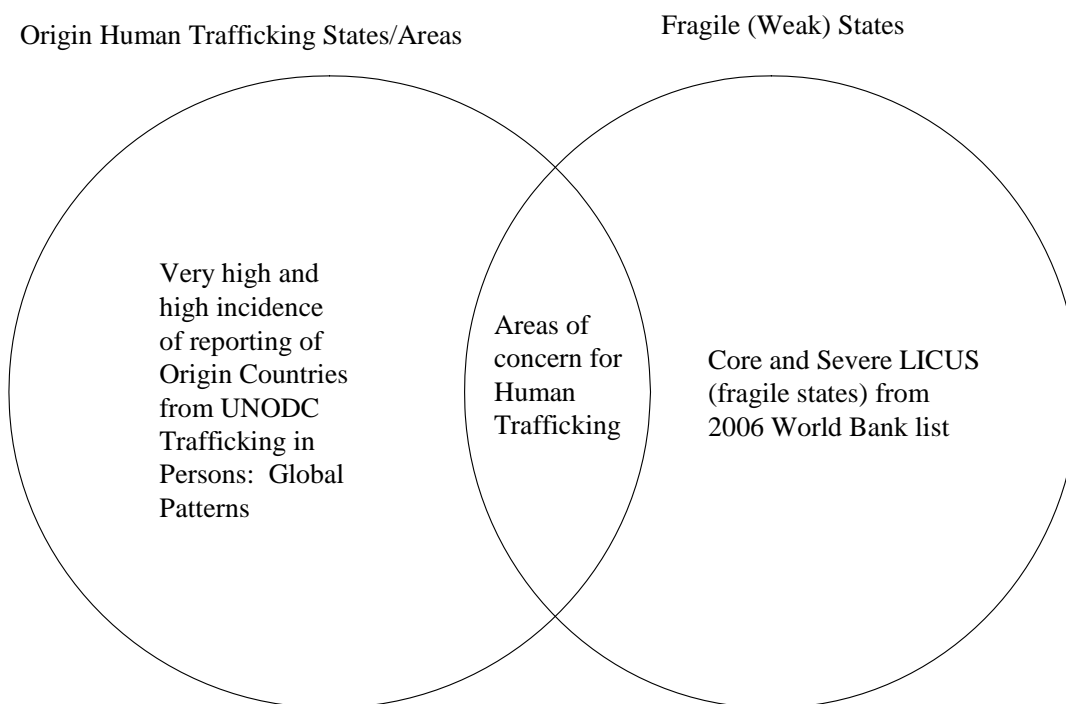 Origin Human Trafficking States/Areas
Fragile (Weak) States
Very high and
high incidence
of reporting of
Origin Countries
from UNODC
Trafficking in
Persons:  Global
Patterns
Areas of
concern for
Human
Trafficking
Core and Severe LICUS
(fragile states) from
2006 World Bank list